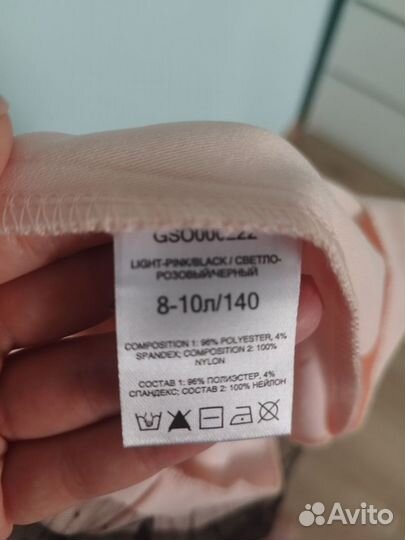 LIGHT-PINK/BLACK / СВЕТЛО-
РОЗОВЫЙ/ЧЕРНЫЙ
8-10л/140
COMPOSITION 1: 96% POLYESTER, 4%
SPANDEX; COMPOSITION 2: 100%
NYLON
СОСТАВ 1: 96% ПОЛИЭСТЕР, 4%
СПАНДЕКС; СОСТАВ 2: 100% НЕЙЛОН
Avito